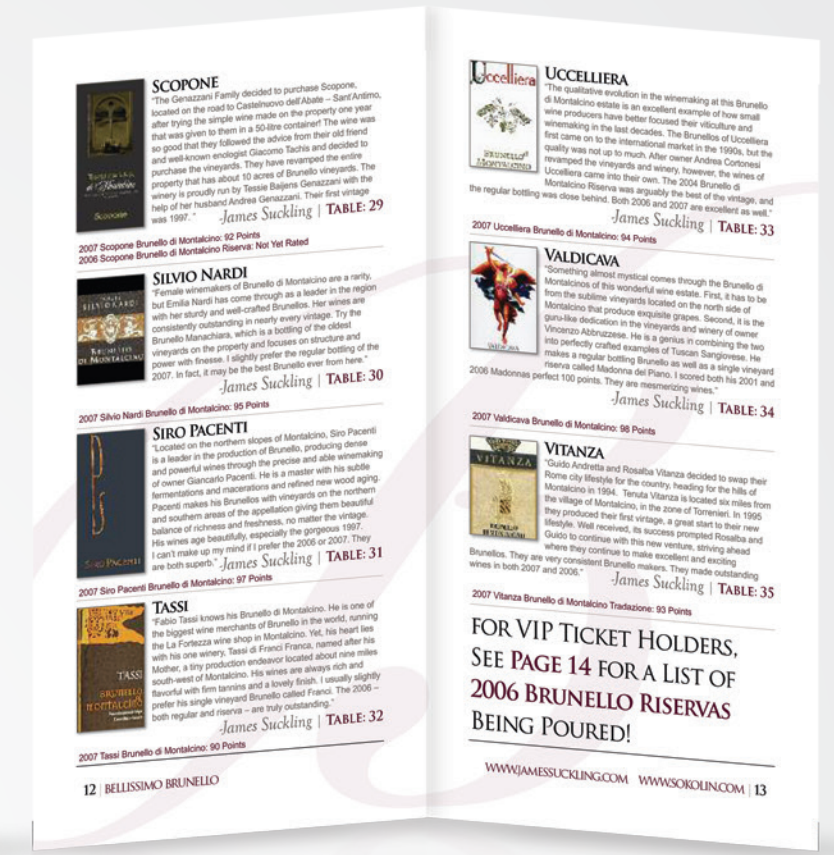 SCOPONE
"The Genazzani Family decided to purchase Scopone,
located on the road to Castelnuovo dell'Abate – Sant'Antimo,
after trying the simple wine made on the property one year
that was given to them in a 50-litre container! The wine was
so good that they followed the advice from their old friend
and well-known enologist Giacomo Tachis and decided to
purchase the vineyards. They have revamped the entire
property that has about 10 acres of Brunello vineyards. The
winery is proudly run by Tessie Baijens Genazzani with the
help of her husband Andrea Genazzani. Their first vintage
was 1997. "
-James Suckling | TABLE: 29
2007 Scopone Brunello di Montalcino: 92 Points
2006 Scopone Brunello di Montalcino Riserva: Not Yet Rated
SCOPONE
SILVIO NARDI
"Female winemakers of Brunello di Montalcino are a rarity,
but Emilia Nardi has come through as a leader in the region
with her sturdy and well-crafted Brunellos. Her wines are
consistently outstanding in nearly every vintage. Try the
Brunello Manachiara, which is a bottling of the oldest
vineyards on the property and focuses on structure and
power with finesse. I slightly prefer the regular bottling of the
2007. In fact, it may be the best Brunello ever from here."
-James Suckling | TABLE: 30
2007 Silvio Nardi Brunello di Montalcino: 95 Points
SILVIO NARDI
BRUNELLO
DI MONTALCINO
SIRO PACENTI
"Located on the northern slopes of Montalcino, Siro Pacenti
is a leader in the production of Brunello, producing dense
and powerful wines through the precise and able winemaking
of owner Giancarlo Pacenti. He is a master with his subtle
fermentations and macerations and refined new wood aging.
Pacenti makes his Brunellos with vineyards on the northern
and southern areas of the appellation giving them beautiful
balance of richness and freshness, no matter the vintage.
His wines age beautifully, especially the gorgeous 1997.
I can't make up my mind if I prefer the 2006 or 2007. They
are both superb." -James Suckling | TABLE: 31
2007 Siro Pacenti Brunello di Montalcino: 97 Points
SIRO PACENTI
TASSI
"Fabio Tassi knows his Brunello di Montalcino. He is one of
the biggest wine merchants of Brunello in the world, running
the La Fortezza wine shop in Montalcino. Yet, his heart lies
with his one winery, Tassi di Franci Franca, named after his
Mother, a tiny production endeavor located about nine miles
south-west of Montalcino. His wines are always rich and
flavorful with firm tannins and a lovely finish. I usually slightly
prefer his single vineyard Brunello called Franci. The 2006 –
both regular and riserva – are truly outstanding."
-James Suckling | TABLE: 32
2007 Tassi Brunello di Montalcino: 90 Points
TASSI
BRUNELLO
MONTALCINO
12 | BELLISSIMO BRUNELLO
UCCELLIERA
"The qualitative evolution in the winemaking at this Brunello
di Montalcino estate is an excellent example of how small
wine producers have better focused their viticulture and
winemaking in the last decades. The Brunellos of Uccelliera
first came on to the international market in the 1990s, but the
quality was not up to much. After owner Andrea Cortonesi
revamped the vineyards and winery, however, the wines of
Uccelliera came into their own. The 2004 Brunello di
Montalcino Riserva was arguably the best of the vintage, and
the regular bottling was close behind. Both 2006 and 2007 are excellent as well."
-James Suckling | TABLE: 33
2007 Uccelliera Brunello di Montalcino: 94 Points
Uccelliera
BRUNELLO
MONTALCINO
VALDICAVA
"Something almost mystical comes through the Brunello di
Montalcinos of this wonderful wine estate. First, it has to be
from the sublime vineyards located on the north side of
Montalcino that produce exquisite grapes. Second, it is the
guru-like dedication in the vineyards and winery of owner
Vincenzo Abbruzzese. He is a genius in combining the two
into perfectly crafted examples of Tuscan Sangiovese. He
makes a regular bottling Brunello as well as a single vineyard
riserva called Madonna del Piano. I scored both his 2001 and
2006 Madonnas perfect 100 points. They are mesmerizing wines."
-James Suckling | TABLE: 34
2007 Valdicava Brunello di Montalcino: 98 Points
VALDICAVA
VITANZA
"Guido Andretta and Rosalba Vitanza decided to swap their
Rome city lifestyle for the country, heading for the hills of
Montalcino in 1994. Tenuta Vitanza is located six miles from
the village of Montalcino, in the zone of Torrenieri. In 1995
they produced their first vintage, a great start to their new
lifestyle. Well received, its success prompted Rosalba and
Guido to continue with this new venture, striving ahead
where they continue to make excellent and exciting
Brunellos. They are very consistent Brunello makers. They made outstanding
wines in both 2007 and 2006."
-James Suckling | TABLE: 35
2007 Vitanza Brunello di Montalcino Tradazione: 93 Points
VITANZA
FOR VIP TICKET HOLDERS,
SEE PAGE 14 FOR A LIST OF
2006 BRUNELLO RISERVAS
BEING POURED!
WWW.JAMESSUCKLING.COM WWW.SOKOLIN.COM | 13